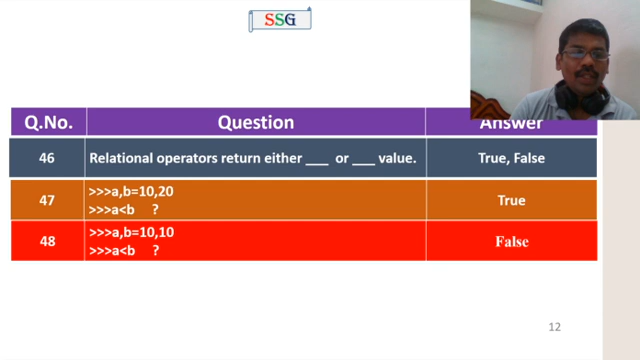 SSG
Q.No. Question Answer
46 Relational operators return either ___ or ___ value. True, False
>>>a,b=10,20
47 True
>>>a<b ?
>>>a,b=10,10
48 False
>>>a<b ?
12